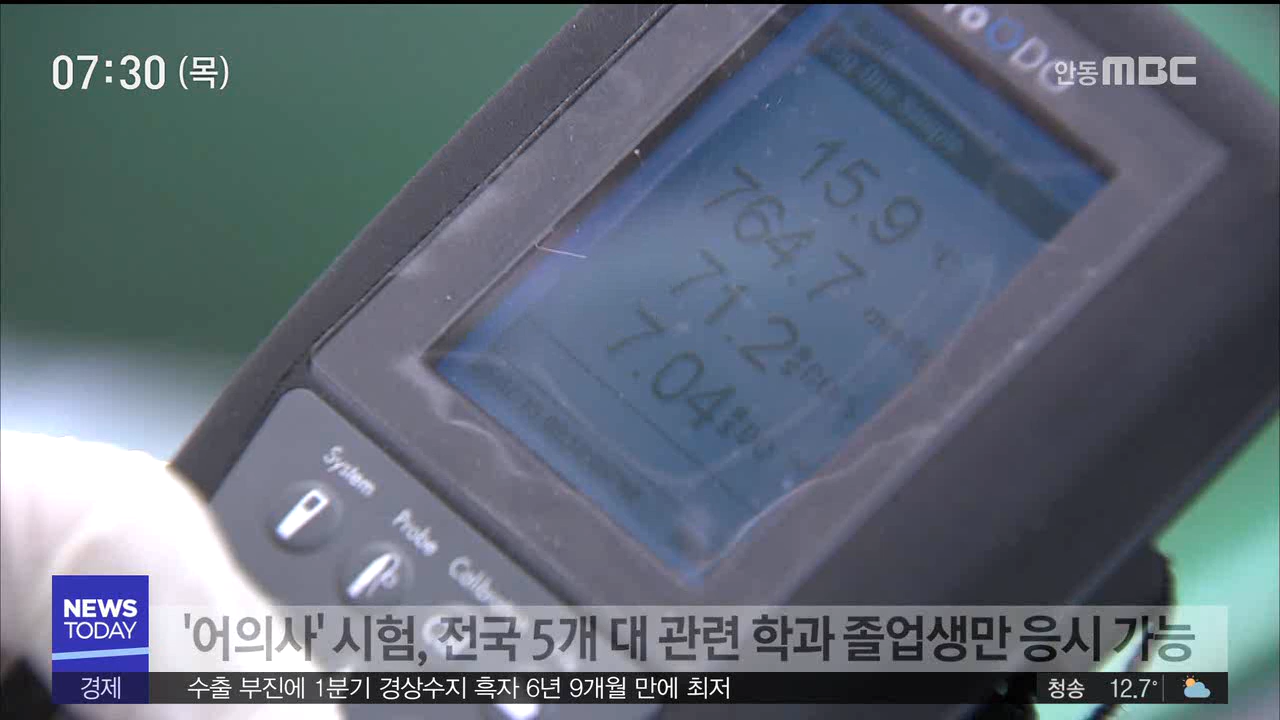 07:30 (목)
안동MBC
15.9 °C
764.7
71.2
7.04
System
Probe
NEWS
TODAY
'어의사' 시험, 전국 5개 대 관련 학과 졸업생만 응시 가능
경제
수출 부진에 1분기 경상수지 흑자 6년 9개월 만에 최저
청송 12.7°